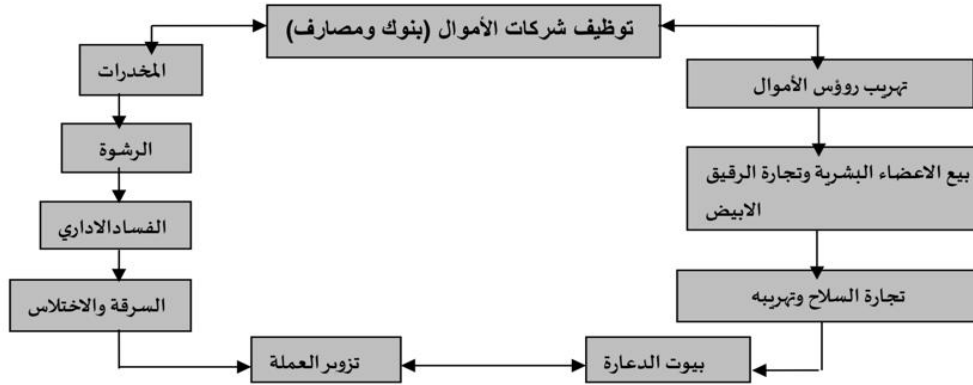 توظيف شركات الأموال (بنوك ومصارف)
تهريب روؤس الأموال
بيع الاعضاء البشرية وتجارة الرقيق
الابيض
تجارة السلاح وتهريبه
بيوت الدعارة
المخدرات
الرشوة
الفسادالاداري
السرقة والاختلاس
تزوير العملة